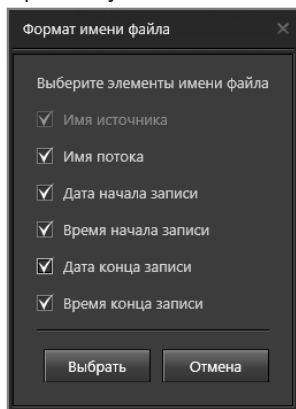 Формат имени файла
Выберите элементы имени файла
Имя источника
Имя потока
Дата начала записи
Время начала записи
Дата конца записи
Время конца записи
Выбрать Отмена